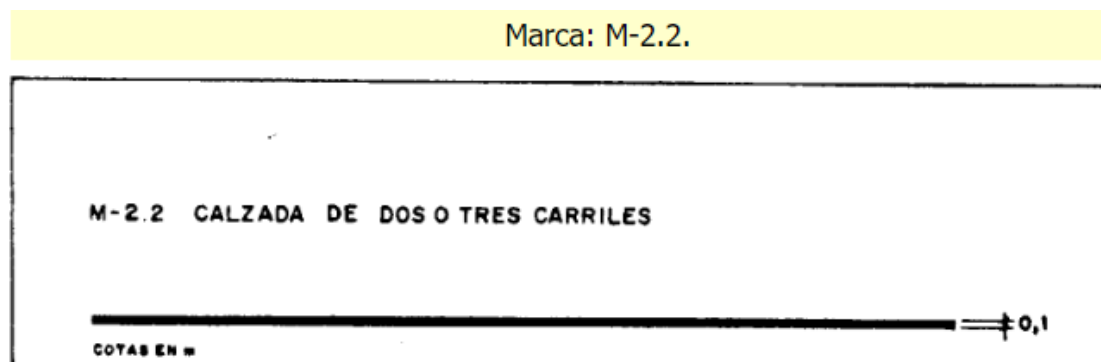 Marca: M-2.2.
M-2.2 CALZADA DE DOS O TRES CARRILES
0,1
COTAS EN m